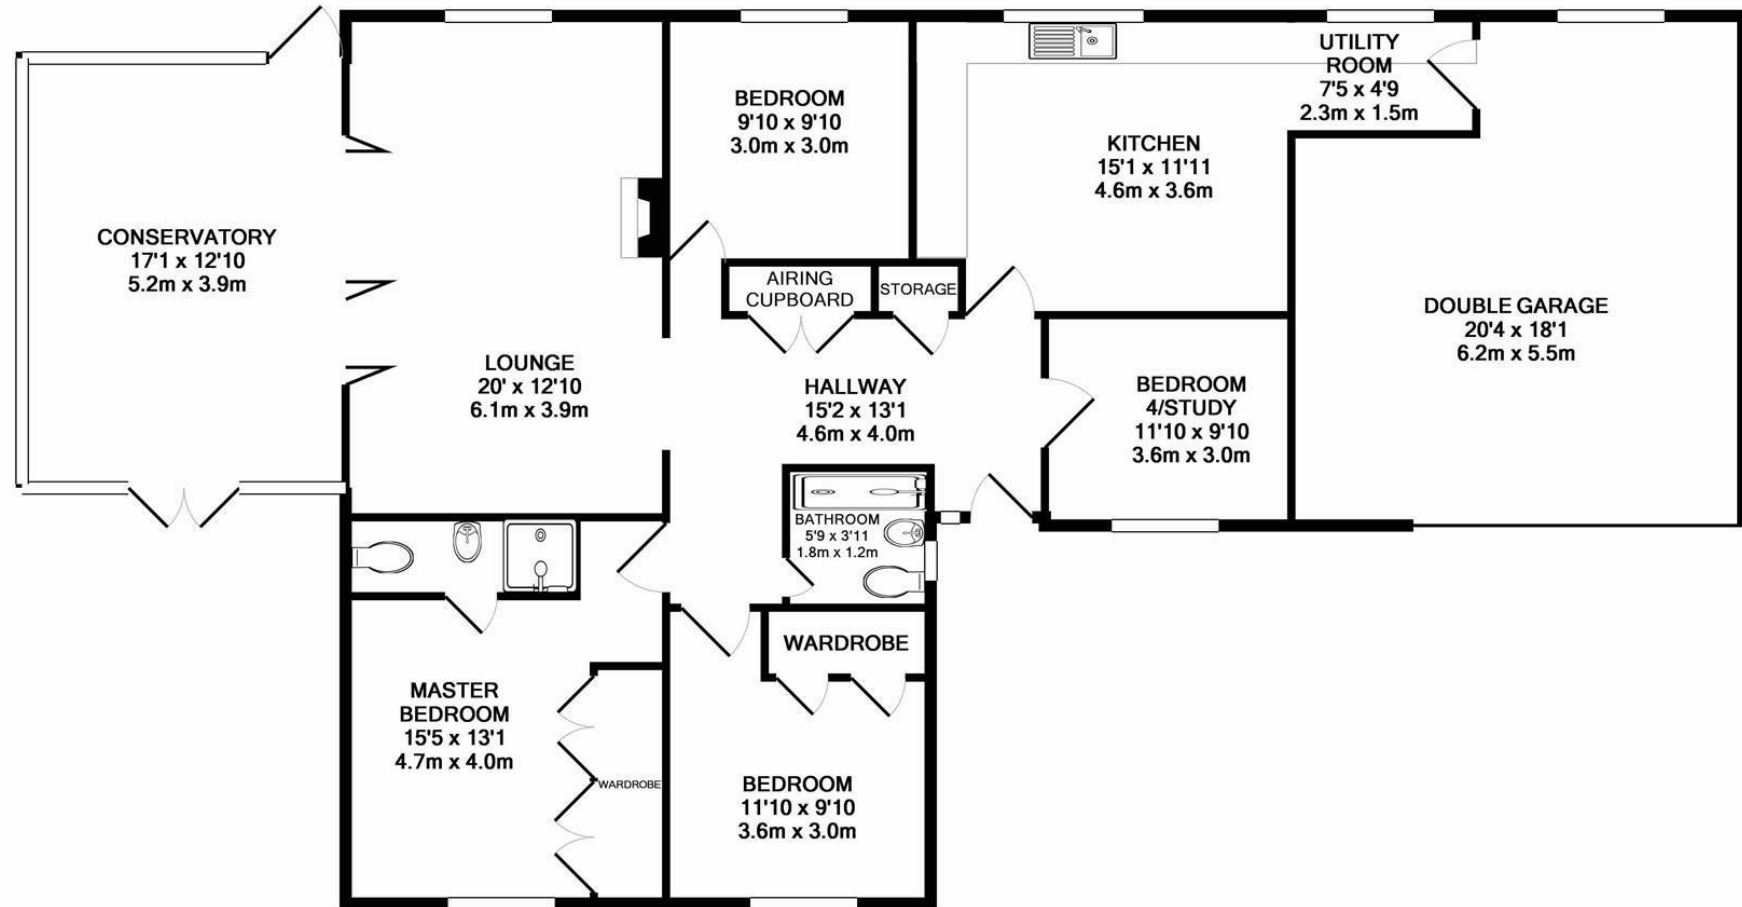 CONSERVATORY
17'1 x 12'10
5.2m x 3.9m
LOUNGE
20' x 12'10
6.1m x 3.9m
BEDROOM
9'10 x 9'10
3.0m x 3.0m
AIRING
CUPBOARD
STORAGE
KITCHEN
15'1 x 11'11
4.6m x 3.6m
UTILITY
ROOM
7'5 x 4'9
2.3m x 1.5m
DOUBLE GARAGE
20'4 x 18'1
6.2m x 5.5m
HALLWAY
15'2 x 13'1
4.6m x 4.0m
BEDROOM
4/STUDY
11'10 x 9'10
3.6m x 3.0m
BATHROOM
5'9 x 3'11
1.8m x 1.2m
MASTER
BEDROOM
15'5 x 13'1
4.7m x 4.0m
WARDROBE
WARDROBE
BEDROOM
11'10 x 9'10
3.6m x 3.0m